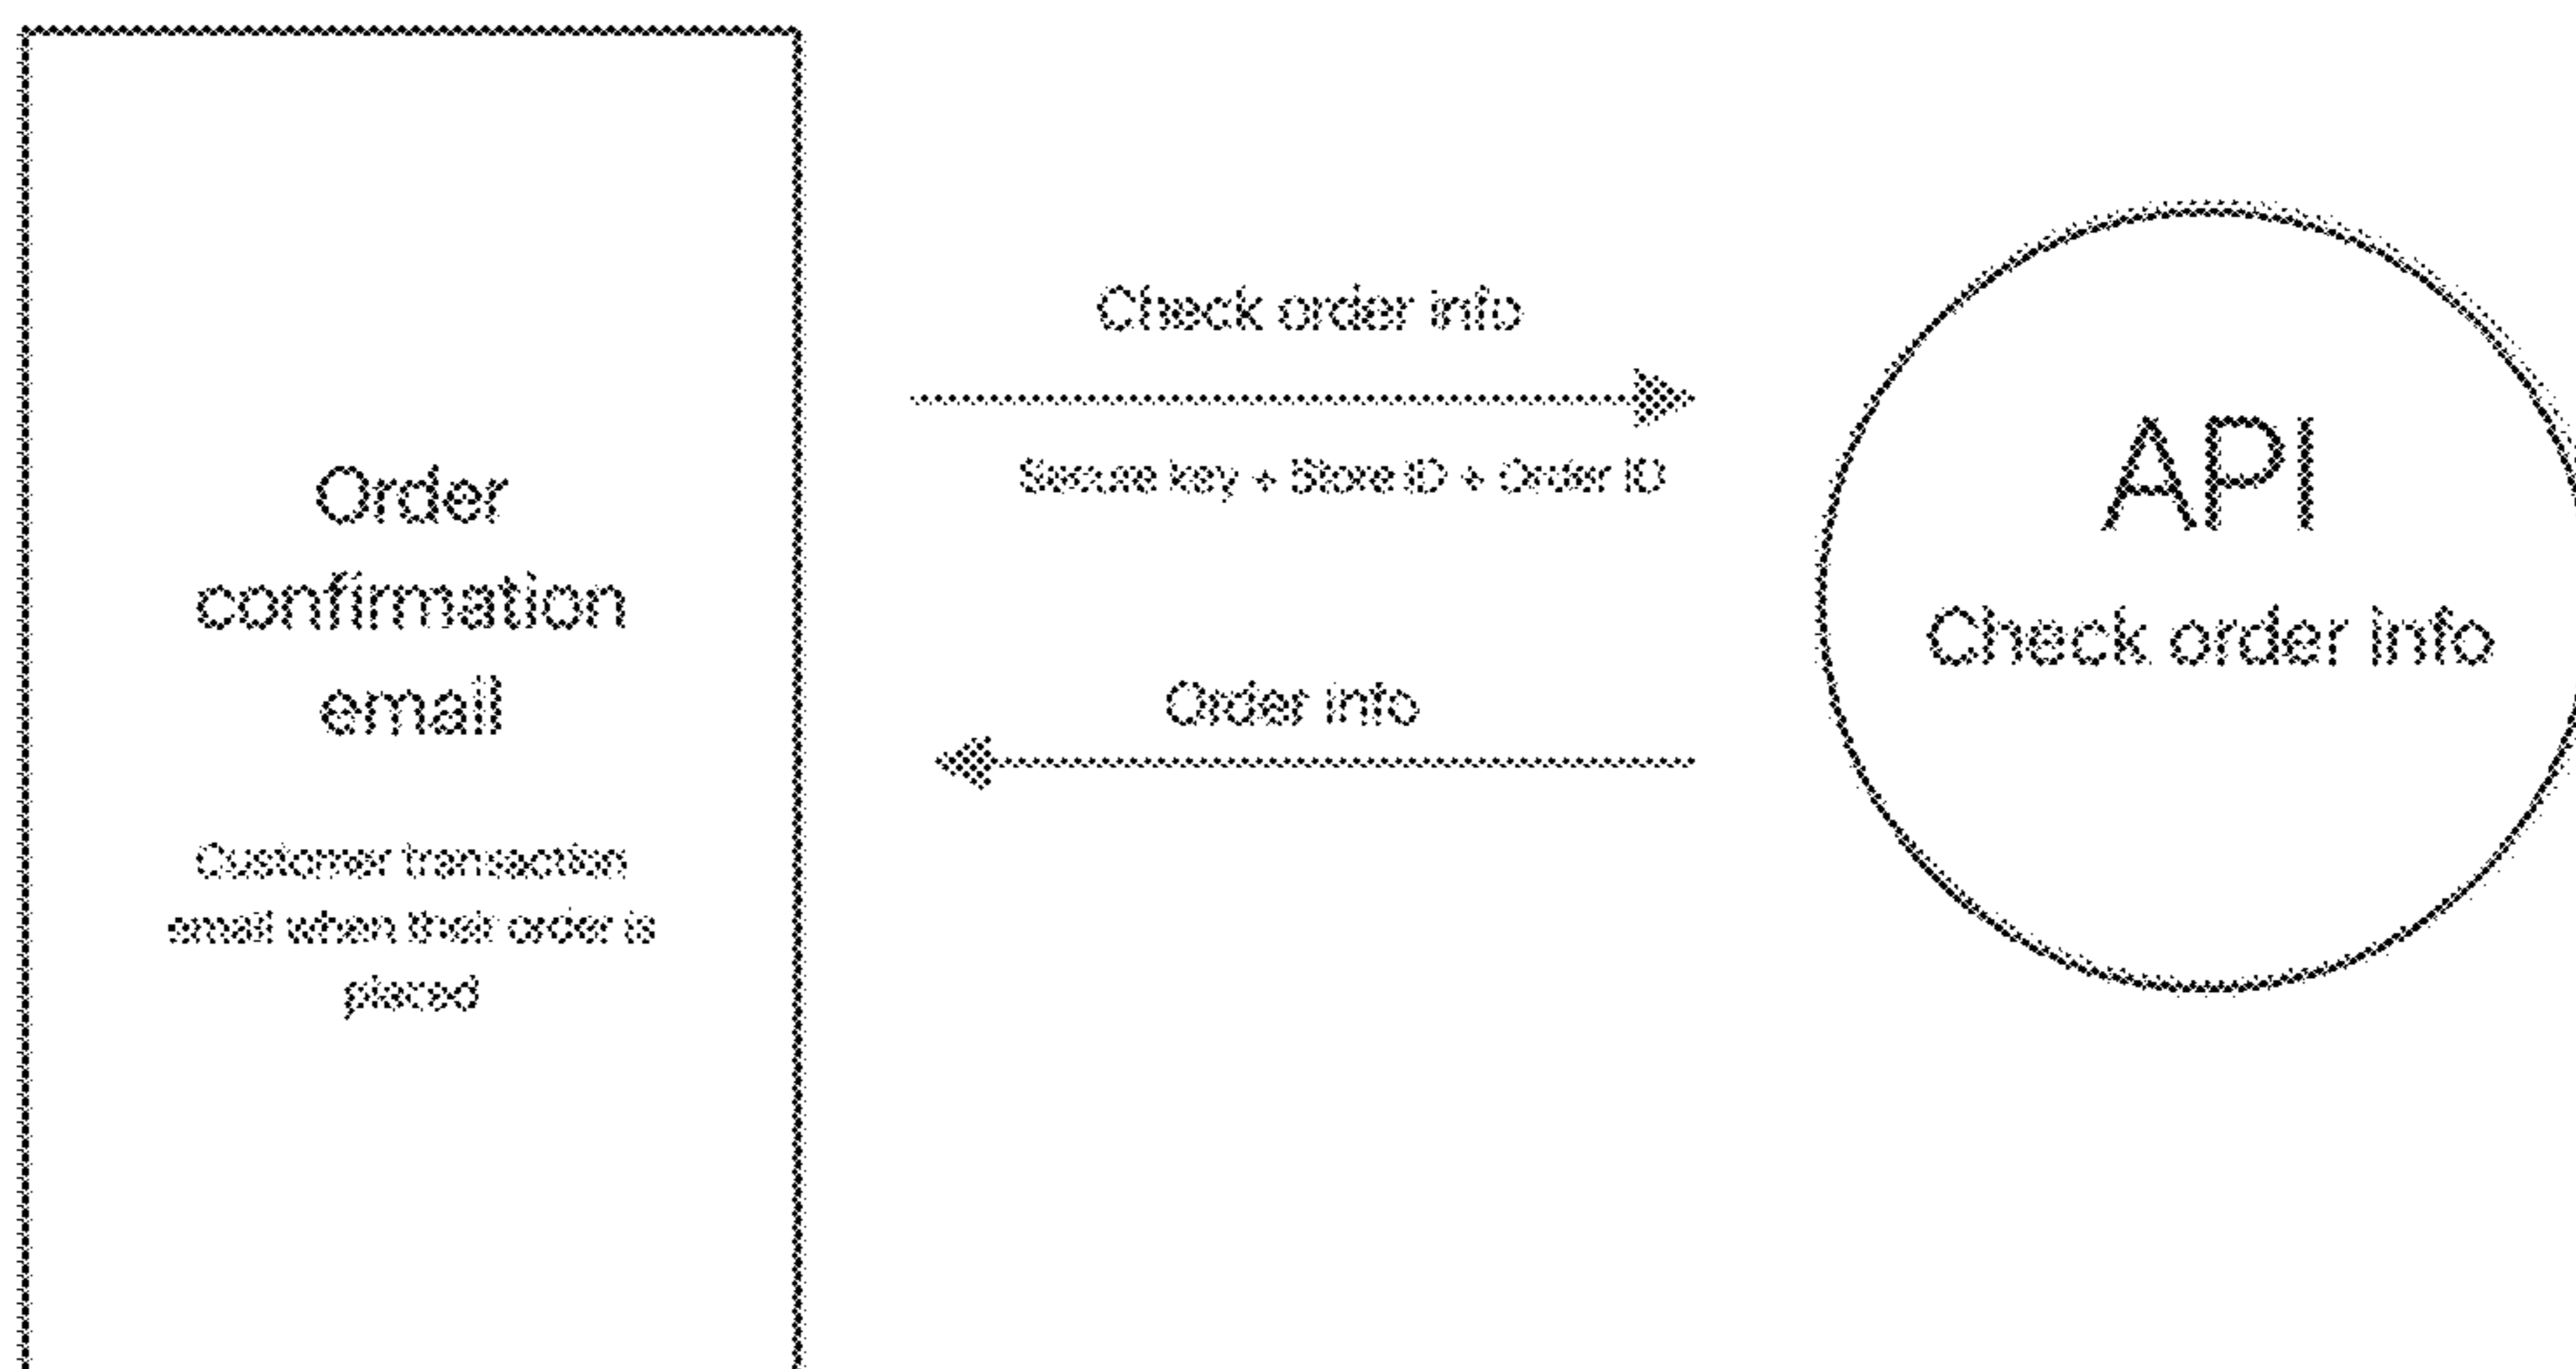 Order
confirmation
email
Customer transaction
email when their order is
placed
Check order info
Secure key + Store ID + Order ID
Order info
API
Check order info